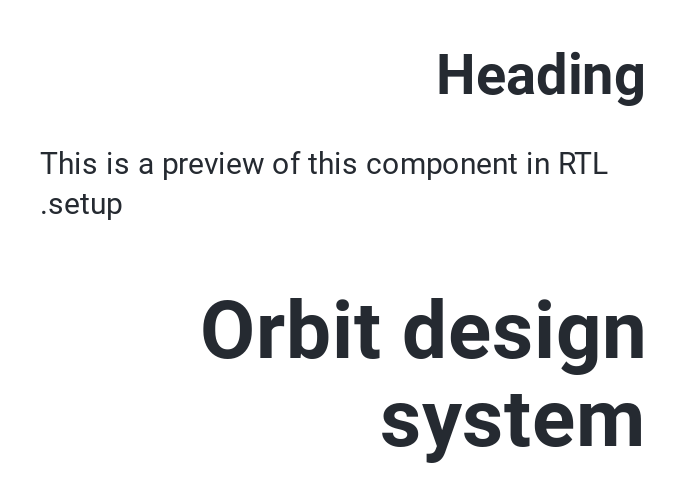 Heading
This is a preview of this component in RTL
.setup
Orbit design
system